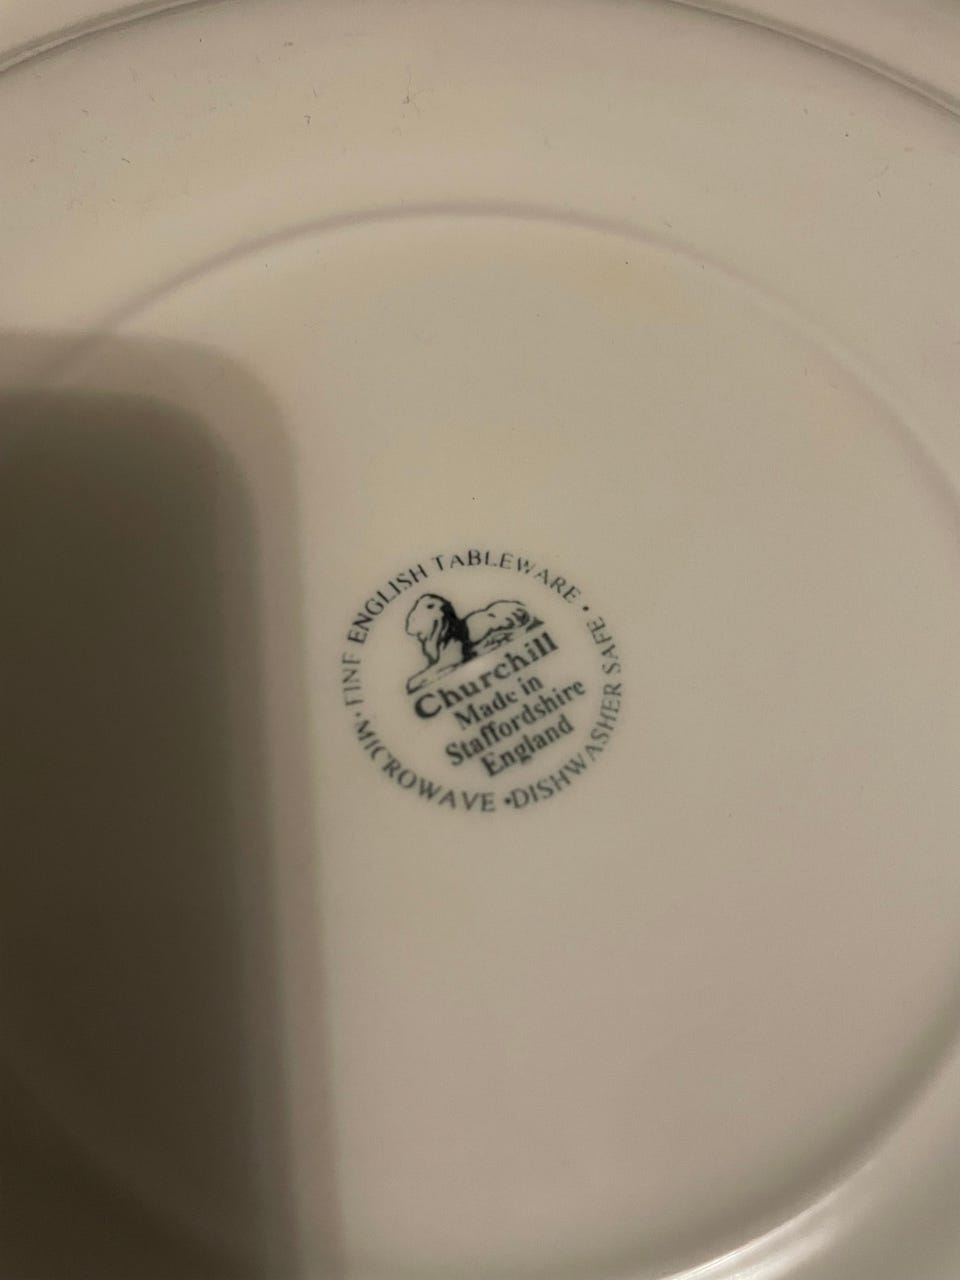 FINE ENGLISH TABLEWARE •
Churchill
Made in
Staffordshire
England
• MICROWAVE • DISHWASHER SAFE